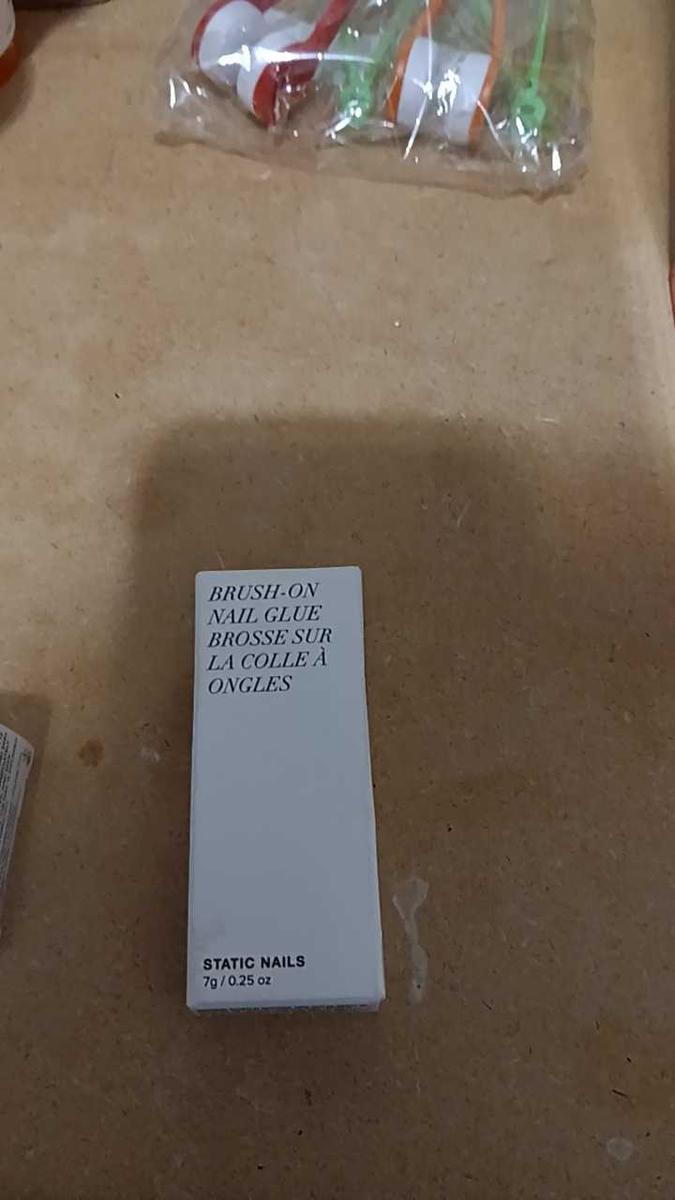 BRUSH-ON
NAIL GLUE
BROSSE SUR
LA COLLE À
ONGLES
STATIC NAILS
7g / 0.25 oz